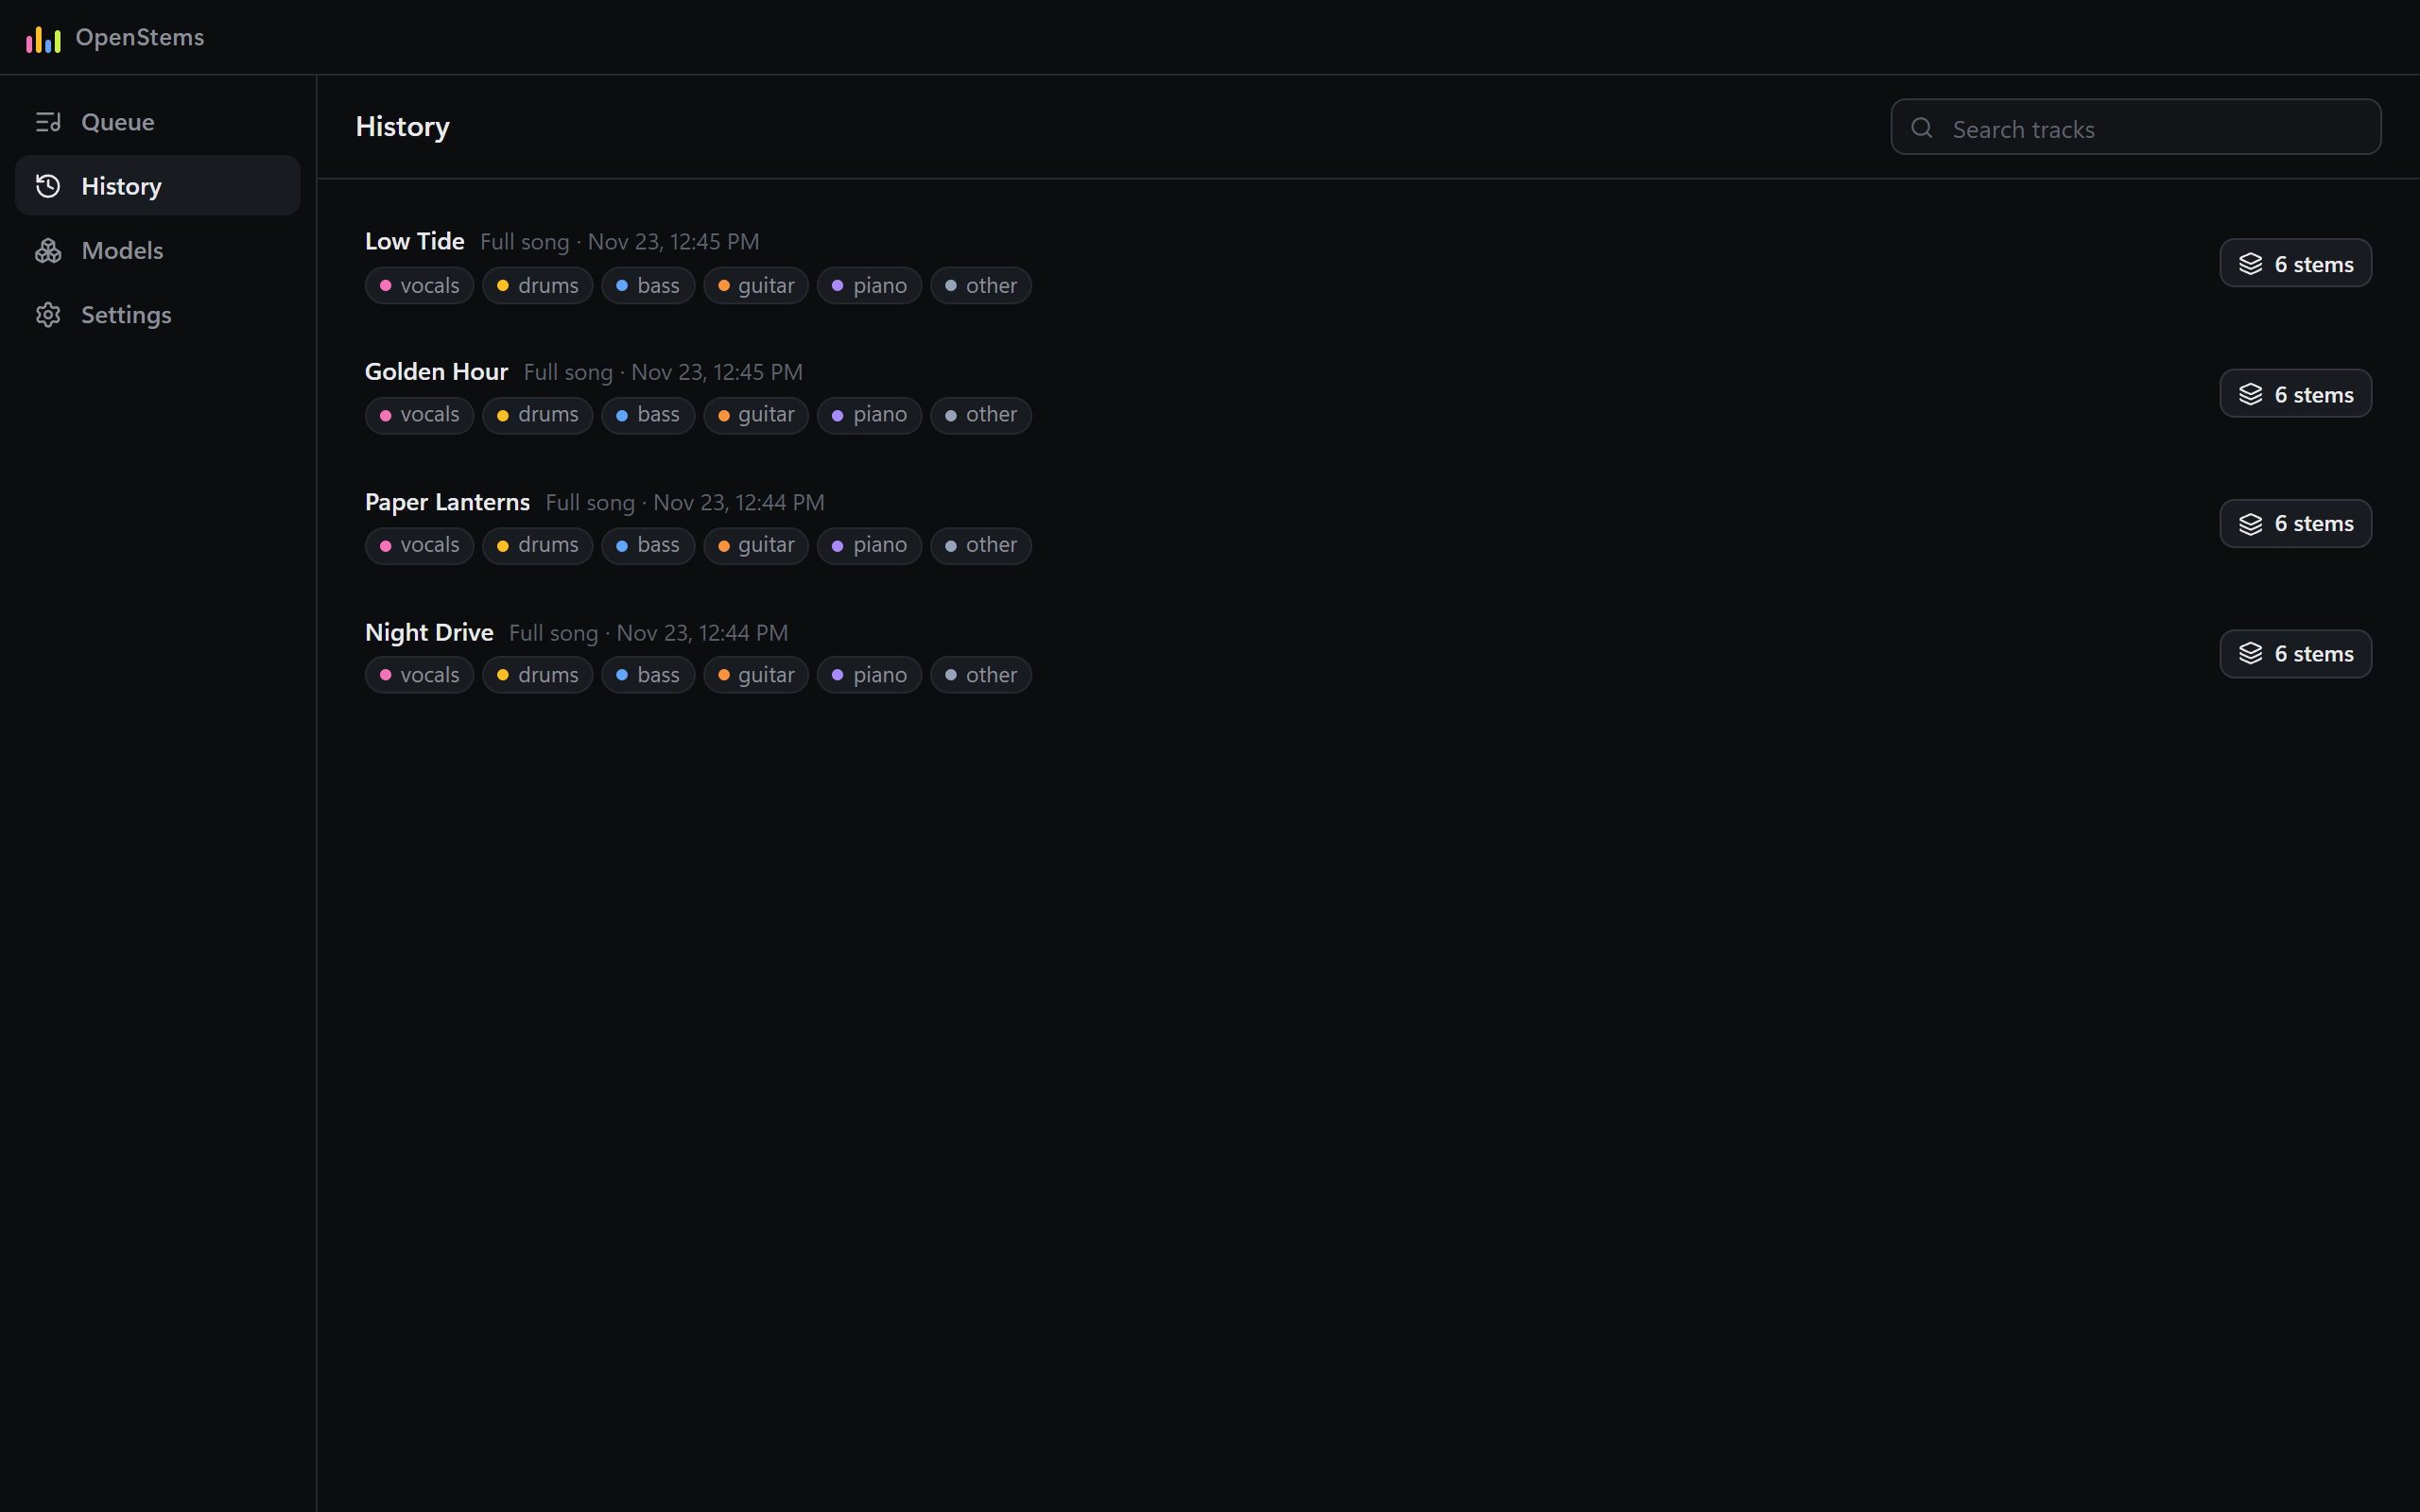 OpenStems
Queue
History
Models
Settings
History
Search tracks
Low Tide Full song · Nov 23, 12:45 PM
vocals drums bass guitar piano other
6 stems
Golden Hour Full song · Nov 23, 12:45 PM
vocals drums bass guitar piano other
6 stems
Paper Lanterns Full song · Nov 23, 12:44 PM
vocals drums bass guitar piano other
6 stems
Night Drive Full song · Nov 23, 12:44 PM
vocals drums bass guitar piano other
6 stems